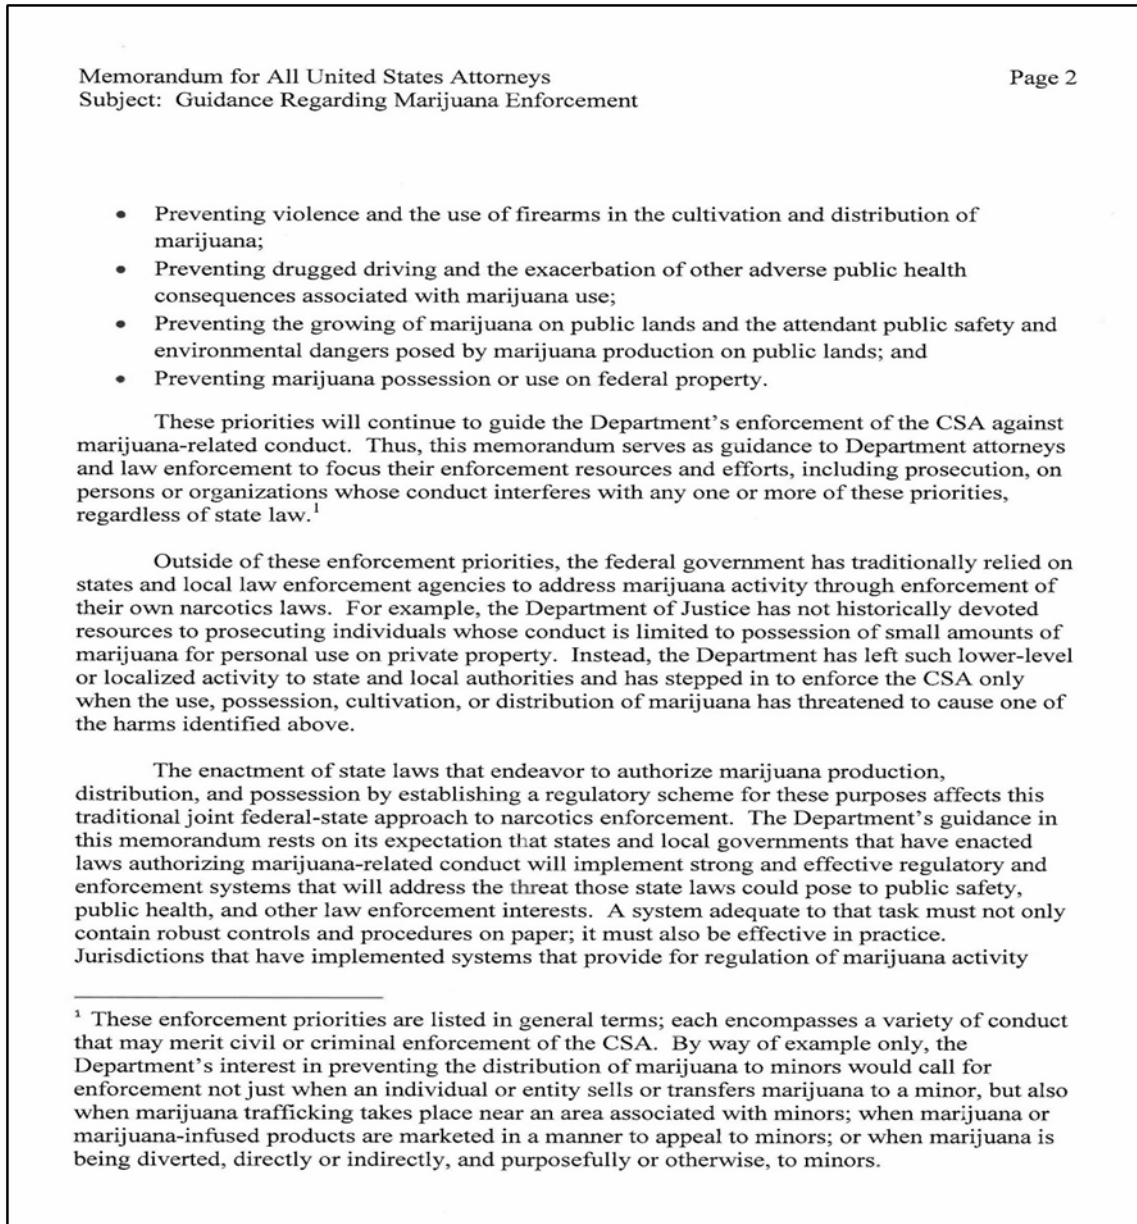 Memorandum for All United States Attorneys Page 2
Subject: Guidance Regarding Marijuana Enforcement
• Preventing violence and the use of firearms in the cultivation and distribution of
marijuana;
• Preventing drugged driving and the exacerbation of other adverse public health
consequences associated with marijuana use;
• Preventing the growing of marijuana on public lands and the attendant public safety and
environmental dangers posed by marijuana production on public lands; and
• Preventing marijuana possession or use on federal property.
These priorities will continue to guide the Department's enforcement of the CSA against
marijuana-related conduct. Thus, this memorandum serves as guidance to Department attorneys
and law enforcement to focus their enforcement resources and efforts, including prosecution, on
persons or organizations whose conduct interferes with any one or more of these priorities,
regardless of state law.¹
Outside of these enforcement priorities, the federal government has traditionally relied on
states and local law enforcement agencies to address marijuana activity through enforcement of
their own narcotics laws. For example, the Department of Justice has not historically devoted
resources to prosecuting individuals whose conduct is limited to possession of small amounts of
marijuana for personal use on private property. Instead, the Department has left such lower-level
or localized activity to state and local authorities and has stepped in to enforce the CSA only
when the use, possession, cultivation, or distribution of marijuana has threatened to cause one of
the harms identified above.
The enactment of state laws that endeavor to authorize marijuana production,
distribution, and possession by establishing a regulatory scheme for these purposes affects this
traditional joint federal-state approach to narcotics enforcement. The Department's guidance in
this memorandum rests on its expectation that states and local governments that have enacted
laws authorizing marijuana-related conduct will implement strong and effective regulatory and
enforcement systems that will address the threat those state laws could pose to public safety,
public health, and other law enforcement interests. A system adequate to that task must not only
contain robust controls and procedures on paper; it must also be effective in practice.
Jurisdictions that have implemented systems that provide for regulation of marijuana activity
¹ These enforcement priorities are listed in general terms; each encompasses a variety of conduct
that may merit civil or criminal enforcement of the CSA. By way of example only, the
Department's interest in preventing the distribution of marijuana to minors would call for
enforcement not just when an individual or entity sells or transfers marijuana to a minor, but also
when marijuana trafficking takes place near an area associated with minors; when marijuana or
marijuana-infused products are marketed in a manner to appeal to minors; or when marijuana is
being diverted, directly or indirectly, and purposefully or otherwise, to minors.